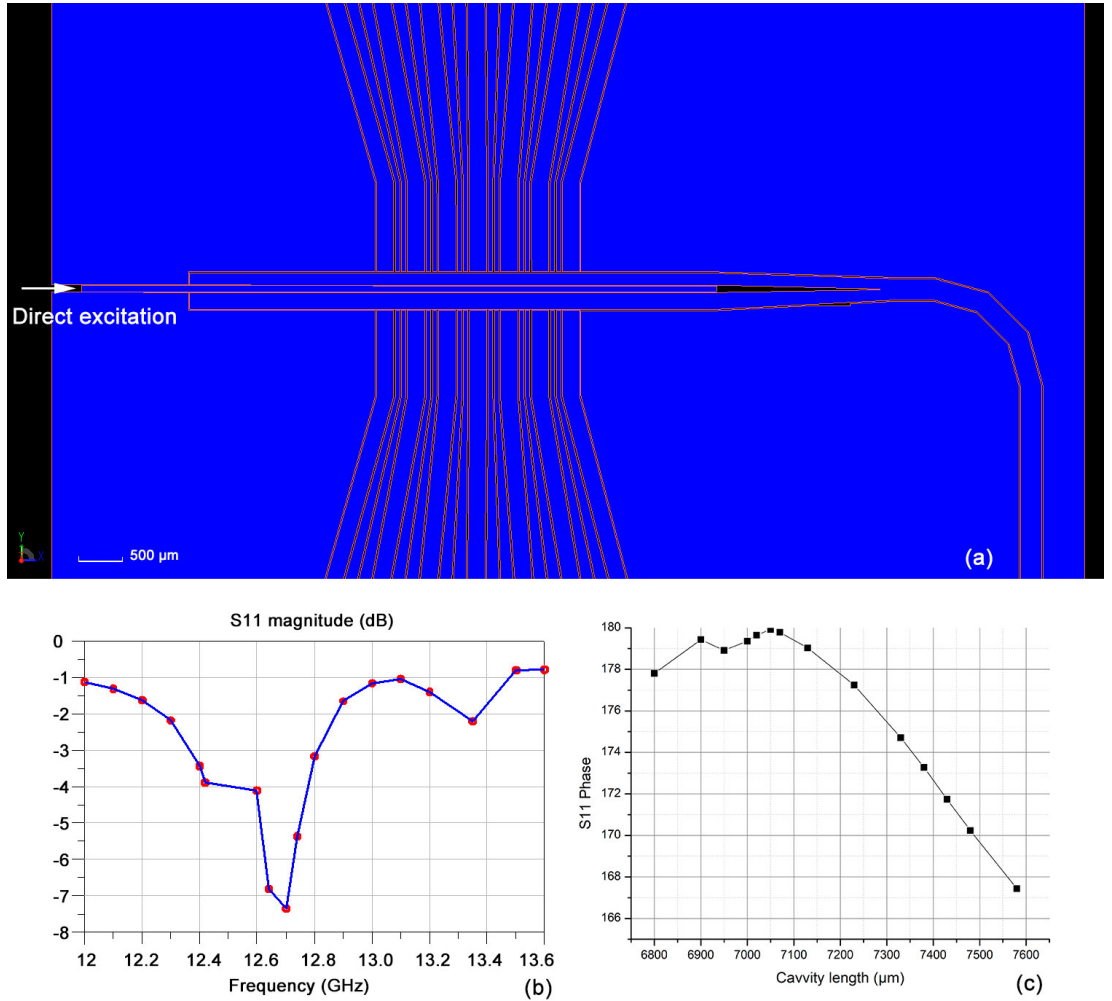 Direct excitation
Y
X
500 µm
(a)
S11 magnitude (dB)
0
-1
-2
-3
-4
-5
-6
-7
-8
12 12.2 12.4 12.6 12.8 13.0 13.2 13.4 13.6
Frequency (GHz)
(b)
180
178
176
174
172
170
168
166
S11 Phase
6800 6900 7000 7100 7200 7300 7400 7500 7600
Cavvity length (µm)
(c)